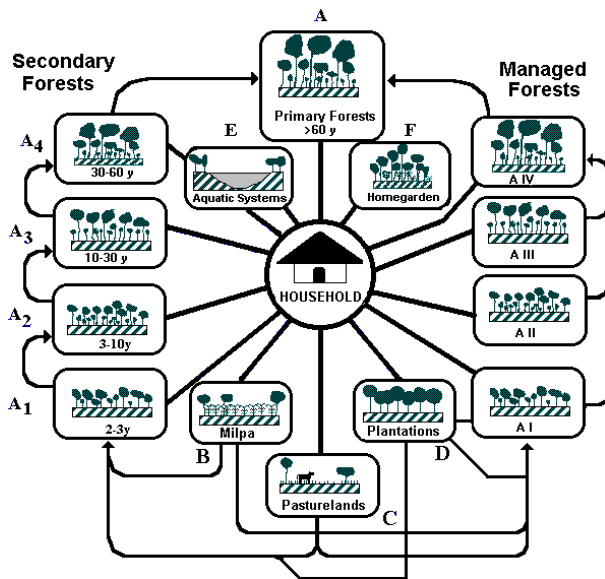 A
Secondary
Forests
Managed
Forests
Primary Forests
>60 y
E
F
A4
30-60 y
Aquatic Systems
Homegarden
A IV
A3
10-30 y
A III
HOUSEHOLD
A2
3-10y
A II
A1
2-3y
Milpa
Plantations
A I
B
D
Pasturelands
C